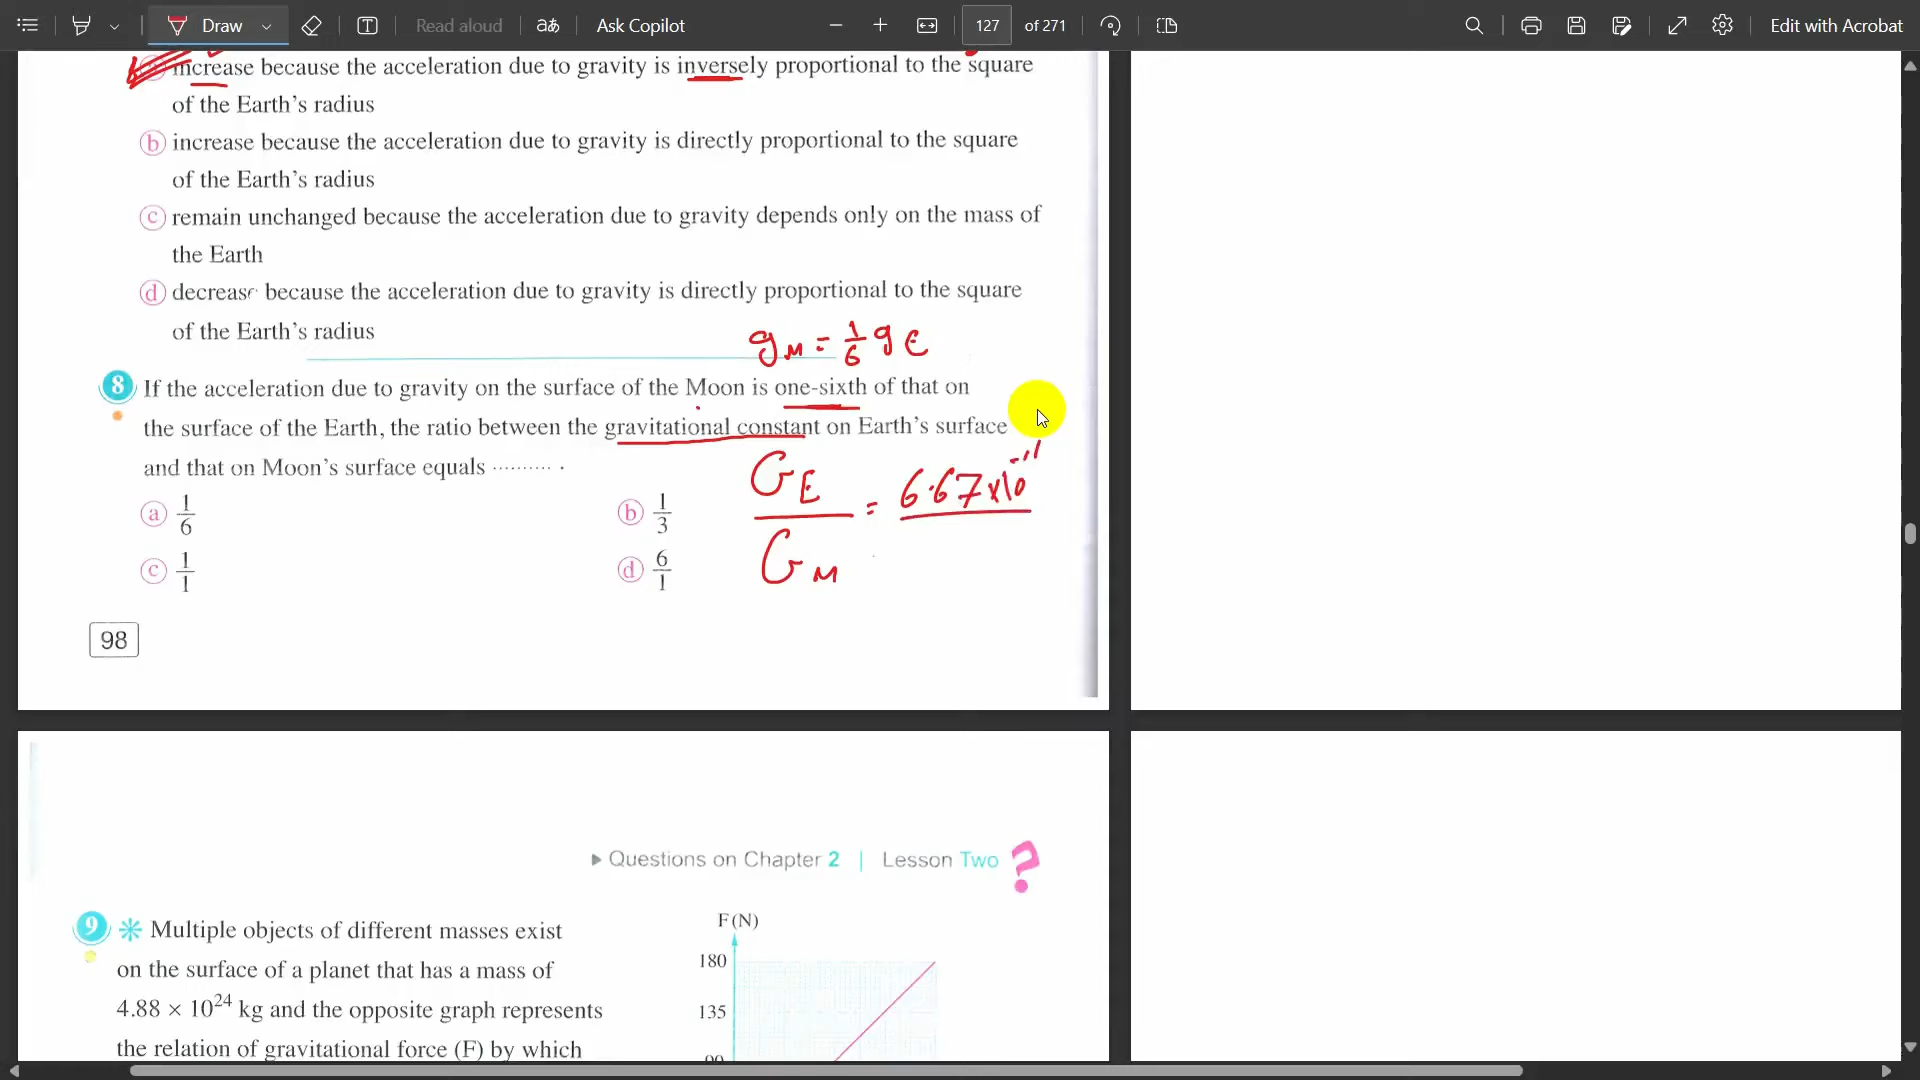 Draw
Read aloud
aあ
Ask Copilot
127
of 271
Edit with Acrobat
increase because the acceleration due to gravity is inversely proportional to the square
of the Earth's radius
b increase because the acceleration due to gravity is directly proportional to the square
of the Earth's radius
c remain unchanged because the acceleration due to gravity depends only on the mass of
the Earth
d decrease because the acceleration due to gravity is directly proportional to the square
of the Earth's radius
g M = 1/6 g E
8 If the acceleration due to gravity on the surface of the Moon is one-sixth of that on
the surface of the Earth, the ratio between the gravitational constant on Earth's surface
and that on Moon's surface equals ·········· .
G E / G M = 6.67×10⁻¹¹
a 1/6
b 1/3
c 1/1
d 6/1
98
Questions on Chapter 2 | Lesson Two ?
9 * Multiple objects of different masses exist
on the surface of a planet that has a mass of
4.88 × 10²⁴ kg and the opposite graph represents
the relation of gravitational force (F) by which
F(N)
180
135
90